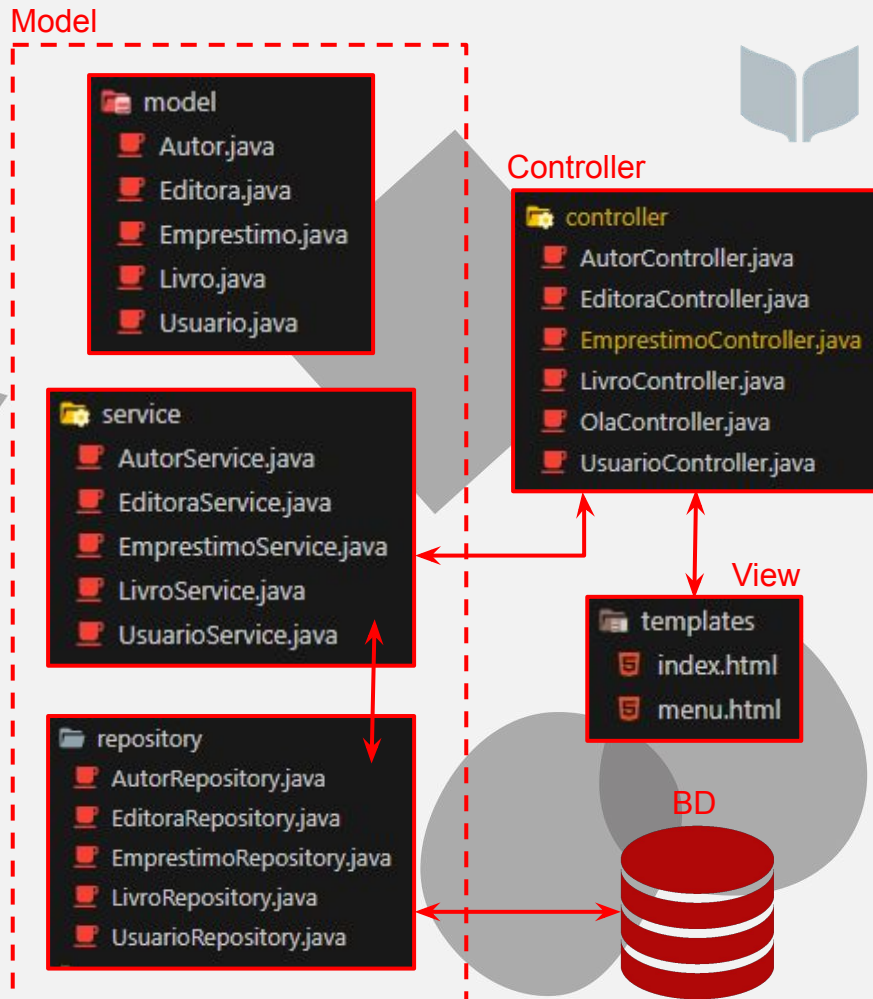 Model
model
Autor.java
Editora.java
Emprestimo.java
Livro.java
Usuario.java
service
AutorService.java
EditoraService.java
EmprestimoService.java
LivroService.java
UsuarioService.java
repository
AutorRepository.java
EditoraRepository.java
EmprestimoRepository.java
LivroRepository.java
UsuarioRepository.java
Controller
controller
AutorController.java
EditoraController.java
EmprestimoController.java
LivroController.java
OlaController.java
UsuarioController.java
View
templates
index.html
menu.html
BD